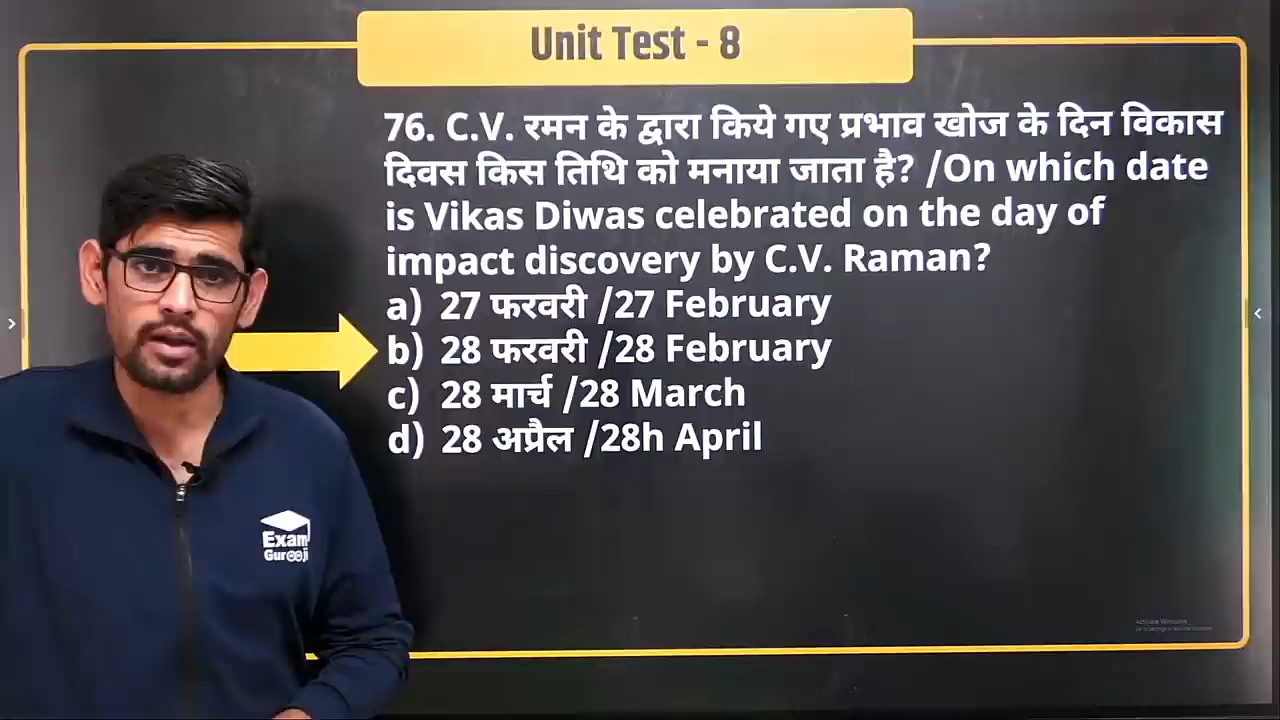 Unit Test - 8
76. C.V. रमन के द्वारा किये गए प्रभाव खोज के दिन विकास
दिवस किस तिथि को मनाया जाता है? /On which date
is Vikas Diwas celebrated on the day of
impact discovery by C.V. Raman?
a) 27 फरवरी /27 February
b) 28 फरवरी /28 February
c) 28 मार्च /28 March
d) 28 अप्रैल /28h April
Exam
Gurooji
Activate Windows